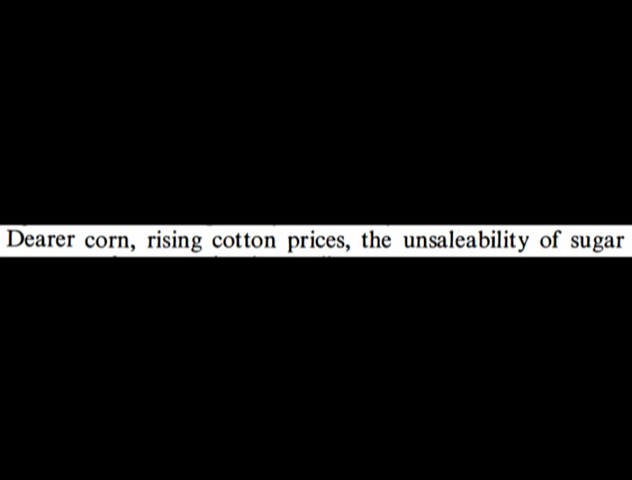 Dearer corn, rising cotton prices, the unsaleability of sugar